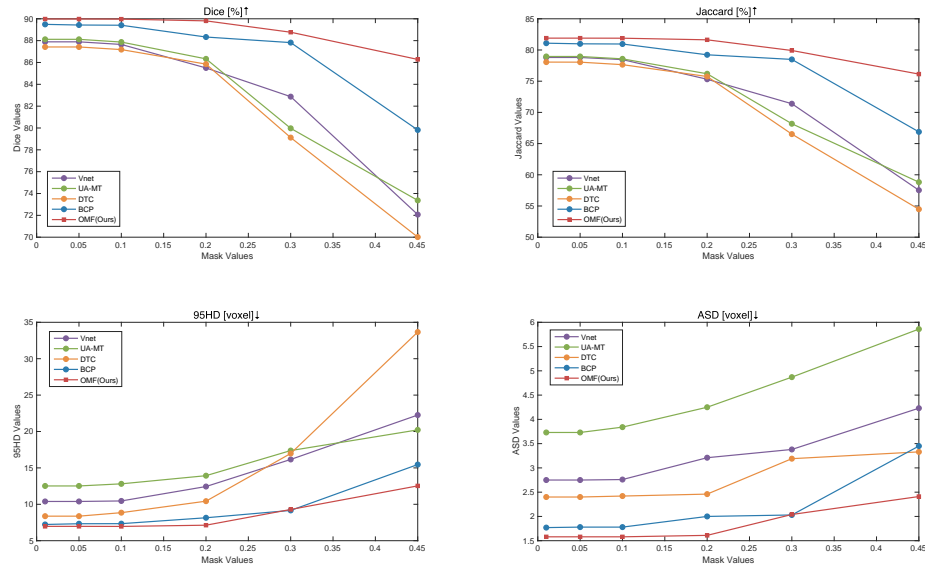 Dice [%]↑
90
88
86
84
82
80
78
76
74
72
70
Dice Values
Vnet
UA-MT
DTC
BCP
OMF(Ours)
0 0.05 0.1 0.15 0.2 0.25 0.3 0.35 0.4 0.45
Mask Values
Jaccard [%]↑
85
80
75
70
65
60
55
50
Jaccard Values
Vnet
UA-MT
DTC
BCP
OMF(Ours)
0 0.05 0.1 0.15 0.2 0.25 0.3 0.35 0.4 0.45
Mask Values
95HD [voxel]↓
35
30
25
20
15
10
5
95HD Values
Vnet
UA-MT
DTC
BCP
OMF(Ours)
0 0.05 0.1 0.15 0.2 0.25 0.3 0.35 0.4 0.45
Mask Values
ASD [voxel]↓
6
5.5
5
4.5
4
3.5
3
2.5
2
1.5
ASD Values
Vnet
UA-MT
DTC
BCP
OMF(Ours)
0 0.05 0.1 0.15 0.2 0.25 0.3 0.35 0.4 0.45
Mask Values